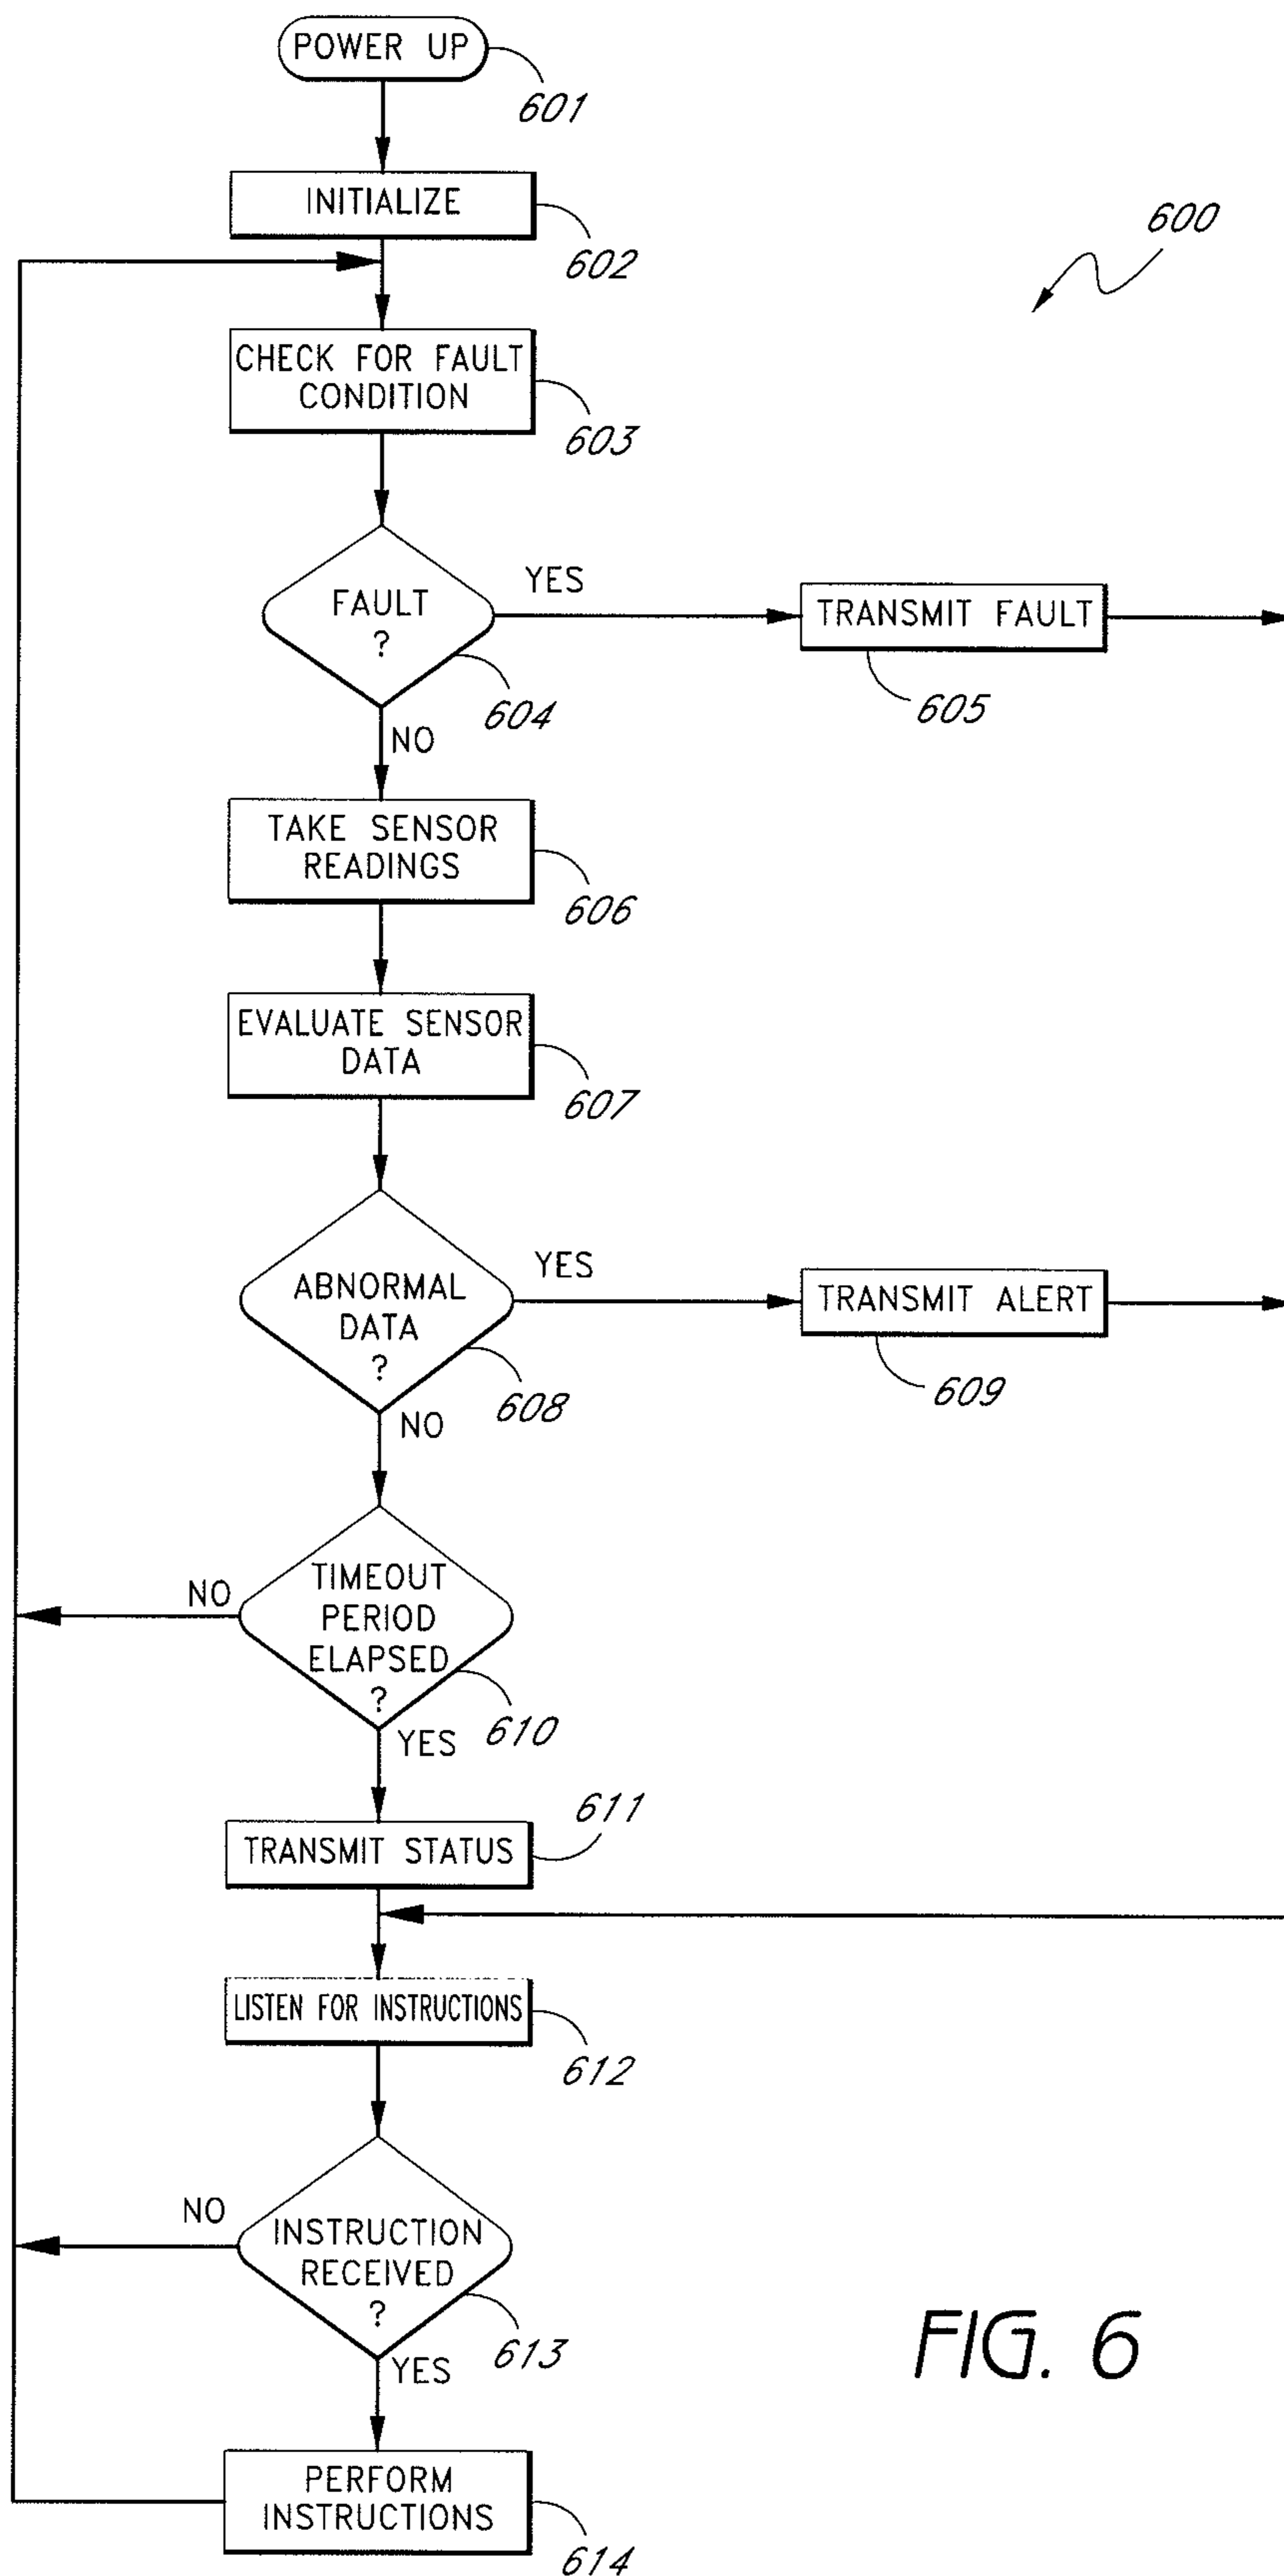 POWER UP
601
INITIALIZE
602
600
CHECK FOR FAULT
CONDITION
603
FAULT
?
604
YES
TRANSMIT FAULT
605
NO
TAKE SENSOR
READINGS
606
EVALUATE SENSOR
DATA
607
ABNORMAL
DATA
?
608
YES
TRANSMIT ALERT
609
NO
TIMEOUT
PERIOD
ELAPSED
?
610
NO
YES
611
TRANSMIT STATUS
LISTEN FOR INSTRUCTIONS
612
NO
INSTRUCTION
RECEIVED
?
613
YES
PERFORM
INSTRUCTIONS
614
FIG. 6